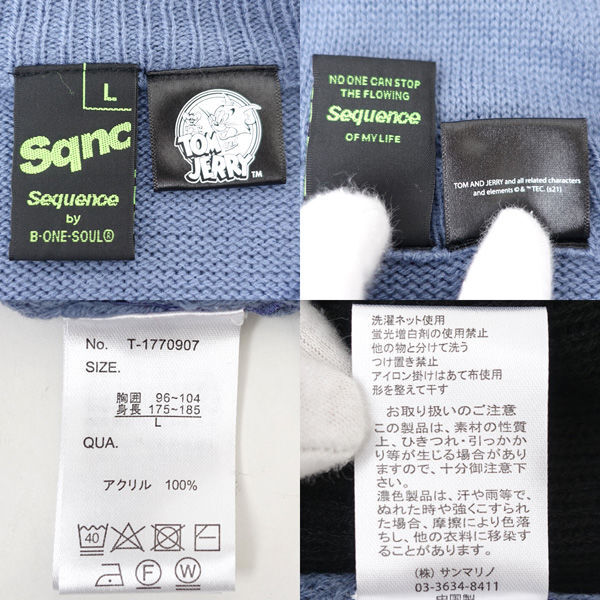 L
Sqnc
Sequence
by
B-ONE-SOUL®
TOM
AND
JERRY™
NO ONE CAN STOP
THE FLOWING
Sequence
OF MY LIFE
TOM AND JERRY and all related characters
and elements © & ™ TEC. (s21)
No. T-1770907
SIZE.
胸囲 96~104
身長 175~185
L
QUA.
アクリル 100%
40
F
W
洗濯ネット使用
蛍光増白剤の使用禁止
他の物と分けて洗う
つけ置き禁止
アイロン掛けはあて布使用
形を整えて干す
お取り扱いのご注意
この製品は、素材の性質
上、ひきつれ・引っかか
り等が生じる場合があり
ますので、十分御注意下
さい。
濃色製品は、汗や雨等で、
ぬれた時や強くこすられ
た場合、摩擦により色落
ちし、他の衣料に移染す
ることがあります。
(株) サンマリノ
03-3634-8411
中国製